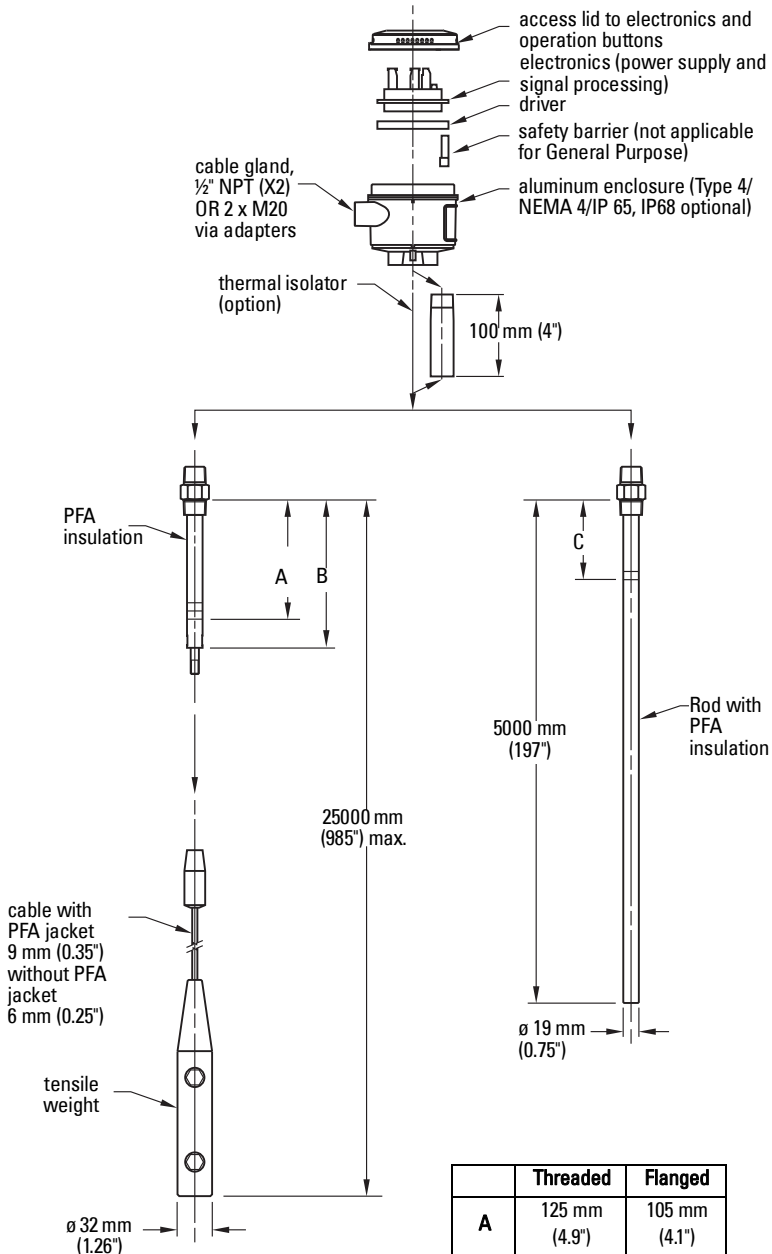 access lid to electronics and
operation buttons
electronics (power supply and
signal processing)
driver
safety barrier (not applicable
for General Purpose)
cable gland,
½" NPT (X2)
OR 2 x M20
via adapters
aluminum enclosure (Type 4/
NEMA 4/IP 65, IP68 optional)
thermal isolator
(option)
100 mm (4")
PFA
insulation
A
B
C
5000 mm
(197")
Rod with
PFA
insulation
25000 mm
(985") max.
cable with
PFA jacket
9 mm (0.35")
without PFA
jacket
6 mm (0.25")
ø 19 mm
(0.75")
tensile
weight
ø 32 mm
(1.26")
Threaded Flanged
A 125 mm 105 mm
(4.9") (4.1")